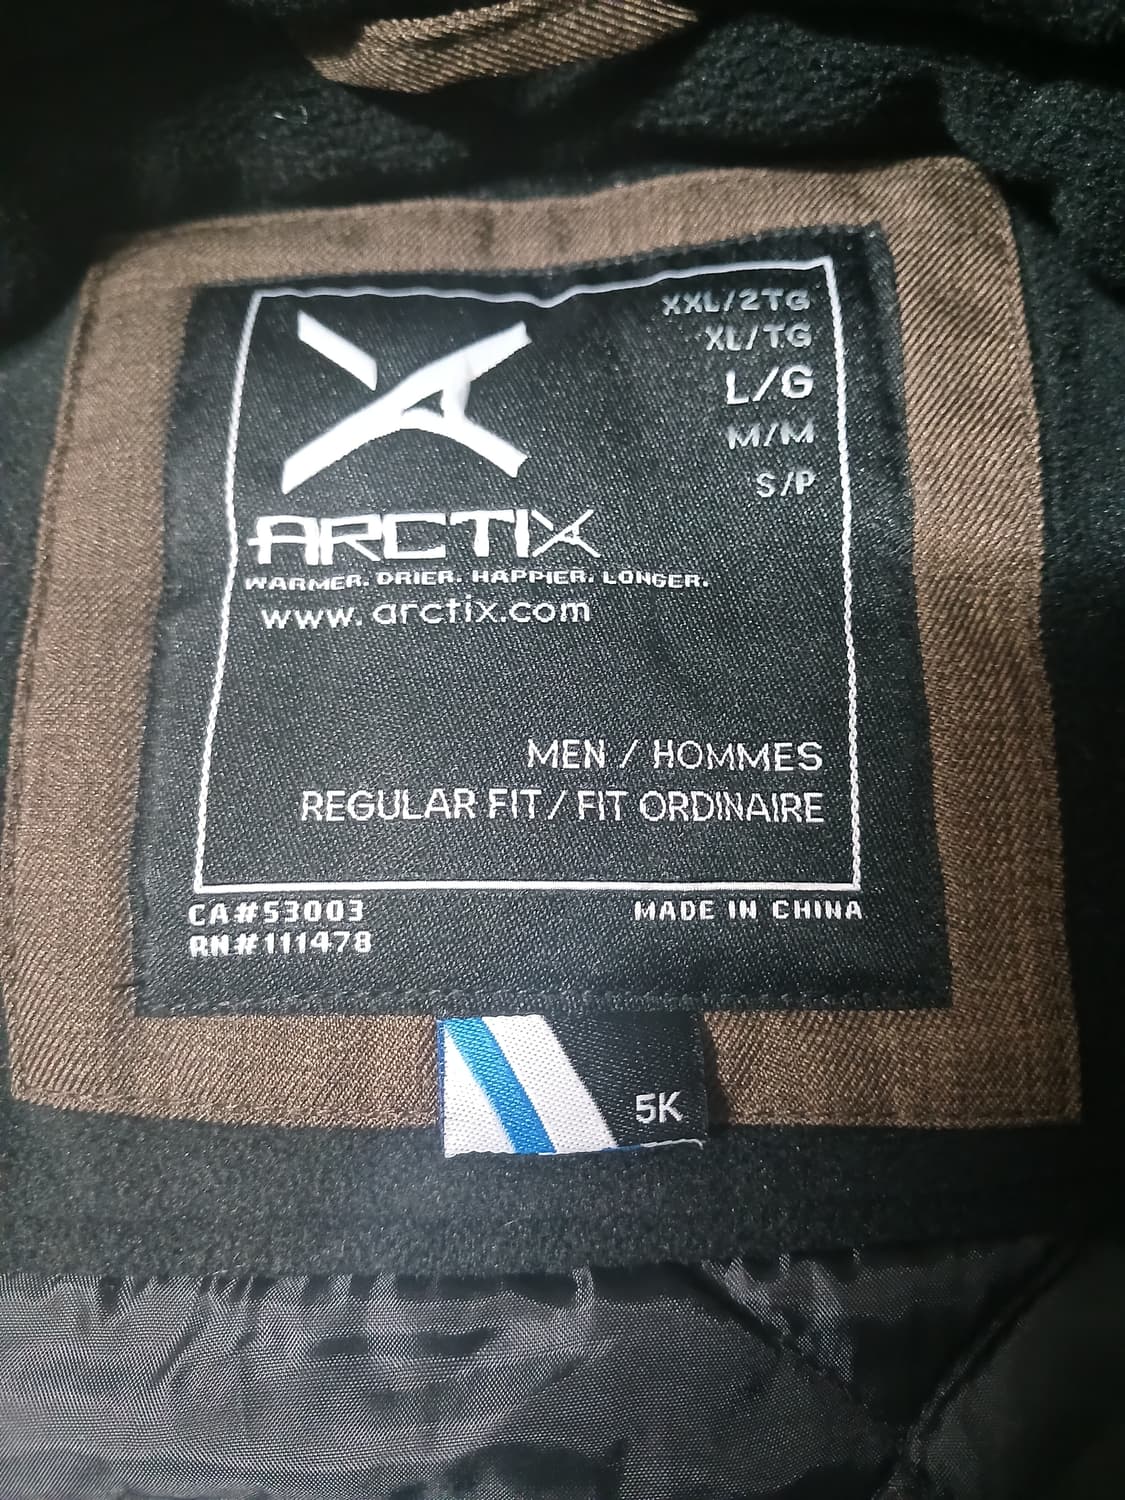 XXL/2TG
XL/TG
L/G
M/M
S/P
ARCTIX
WARMER. DRIER. HAPPIER. LONGER.
www.arctix.com
MEN / HOMMES
REGULAR FIT / FIT ORDINAIRE
CA#53003
RN#111478
MADE IN CHINA
5K